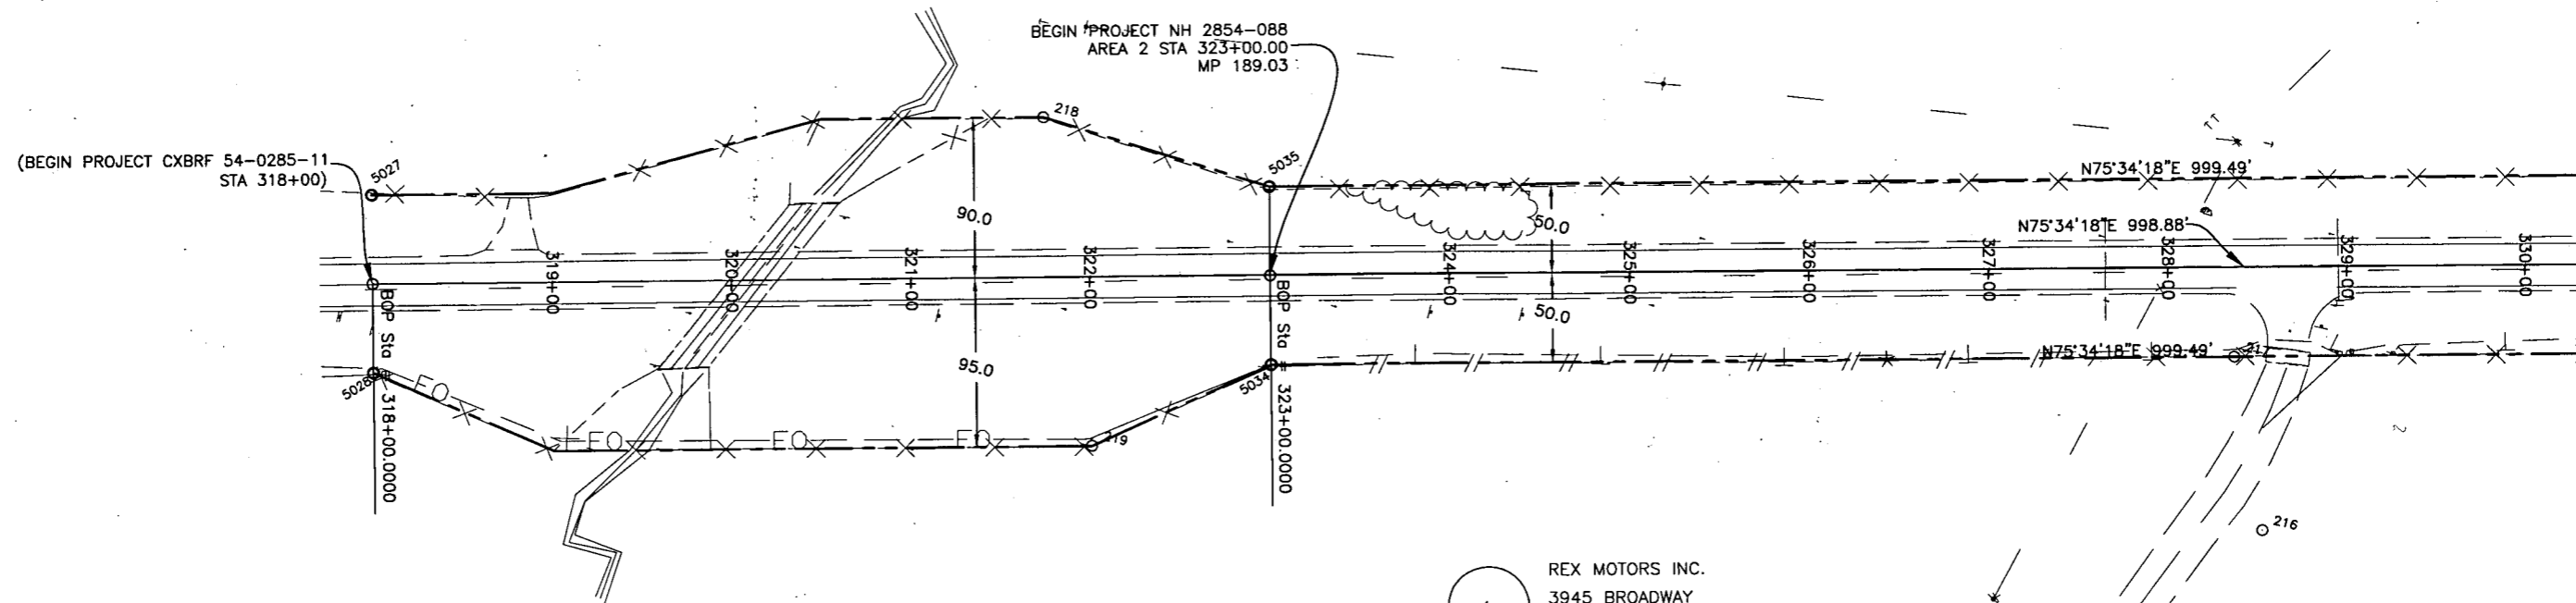 BEGIN PROJECT NH 2854-088
AREA 2 STA 323+00.00
MP 189.03
(BEGIN PROJECT CXBRF 54-0285-11
STA 318+00)
5027
218
5035
N75°34'18"E 999.49'
N75°34'18"E 998.88'
90.0
50.0
319+00
320+00
321+00
322+00
324+00
325+00
326+00
327+00
328+00
329+00
330+00
BOP Sta = 318+00.0000
BOP Sta = 323+00.0000
50.0
95.0
N75°34'18"E 999.49'
5028
5034
FO
FO
FO
FO
219
216
REX MOTORS INC.
3945 BROADWAY